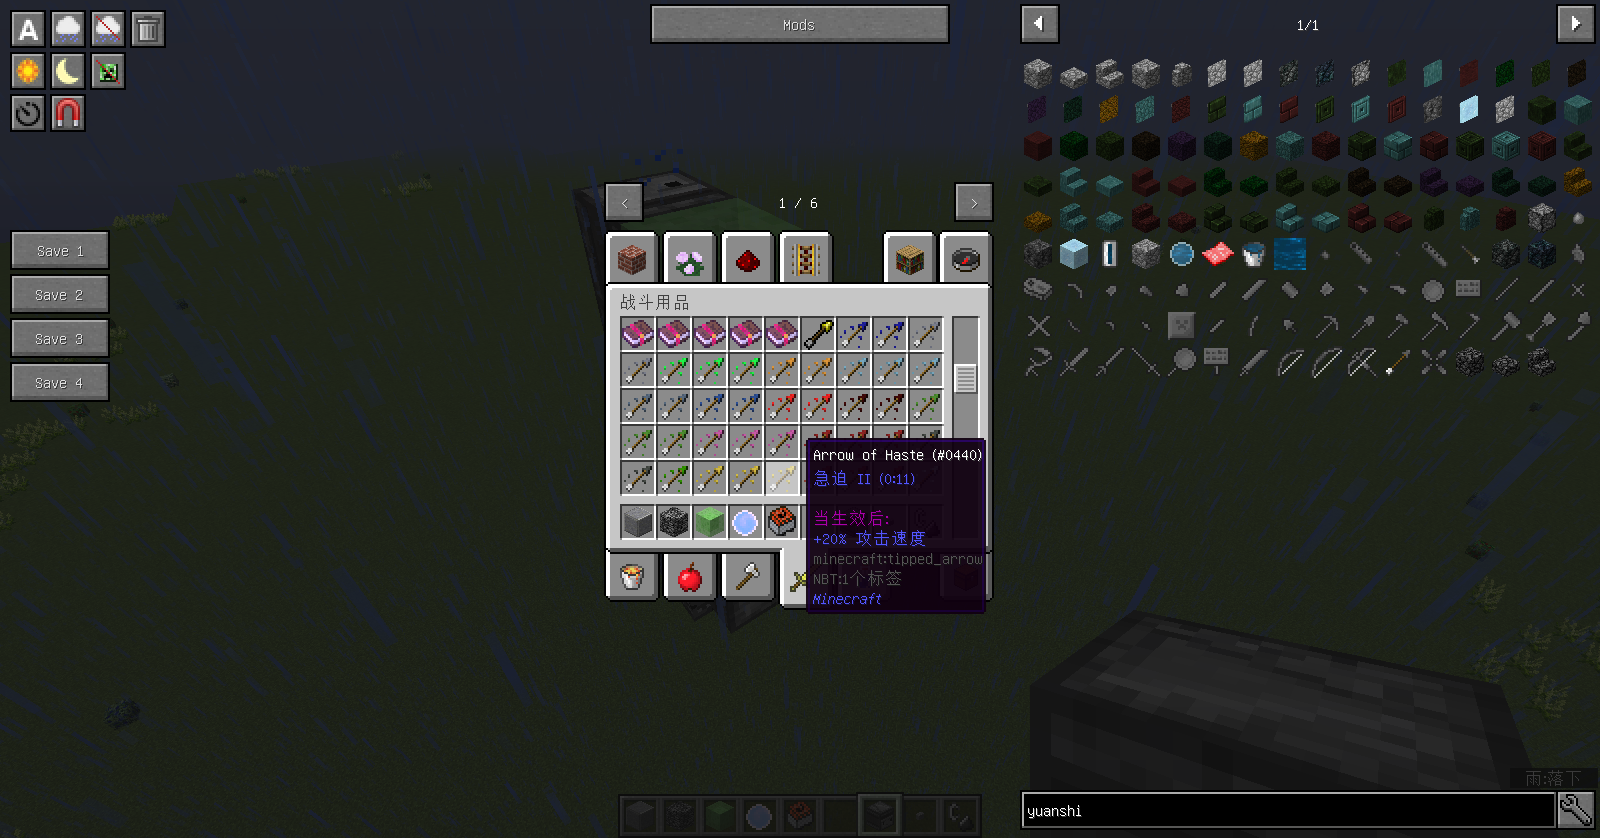 A
Mods
1/1
1 / 6
Save 1
Save 2
Save 3
Save 4
战斗用品
Arrow of Haste (#0440)
急迫 II (0:11)
当生效后:
+20% 攻击速度
minecraft:tipped_arrow
NBT:1个标签
Minecraft
雨:落下
yuanshi